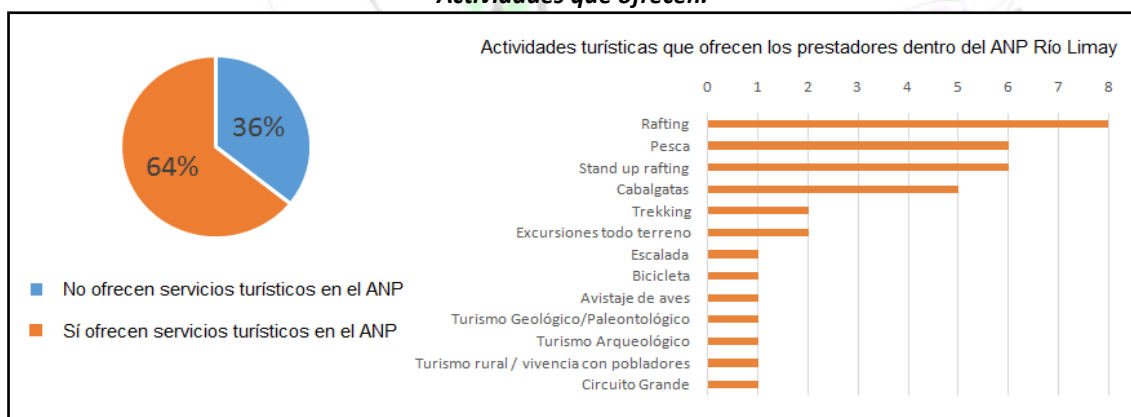 Actividades que ofrecen.
36%
64%
No ofrecen servicios turísticos en el ANP
Sí ofrecen servicios turísticos en el ANP
Actividades turísticas que ofrecen los prestadores dentro del ANP Río Limay
0 1 2 3 4 5 6 7 8
Rafting
Pesca
Stand up rafting
Cabalgatas
Trekking
Excursiones todo terreno
Escalada
Bicicleta
Avistaje de aves
Turismo Geológico/Paleontológico
Turismo Arqueológico
Turismo rural / vivencia con pobladores
Circuito Grande